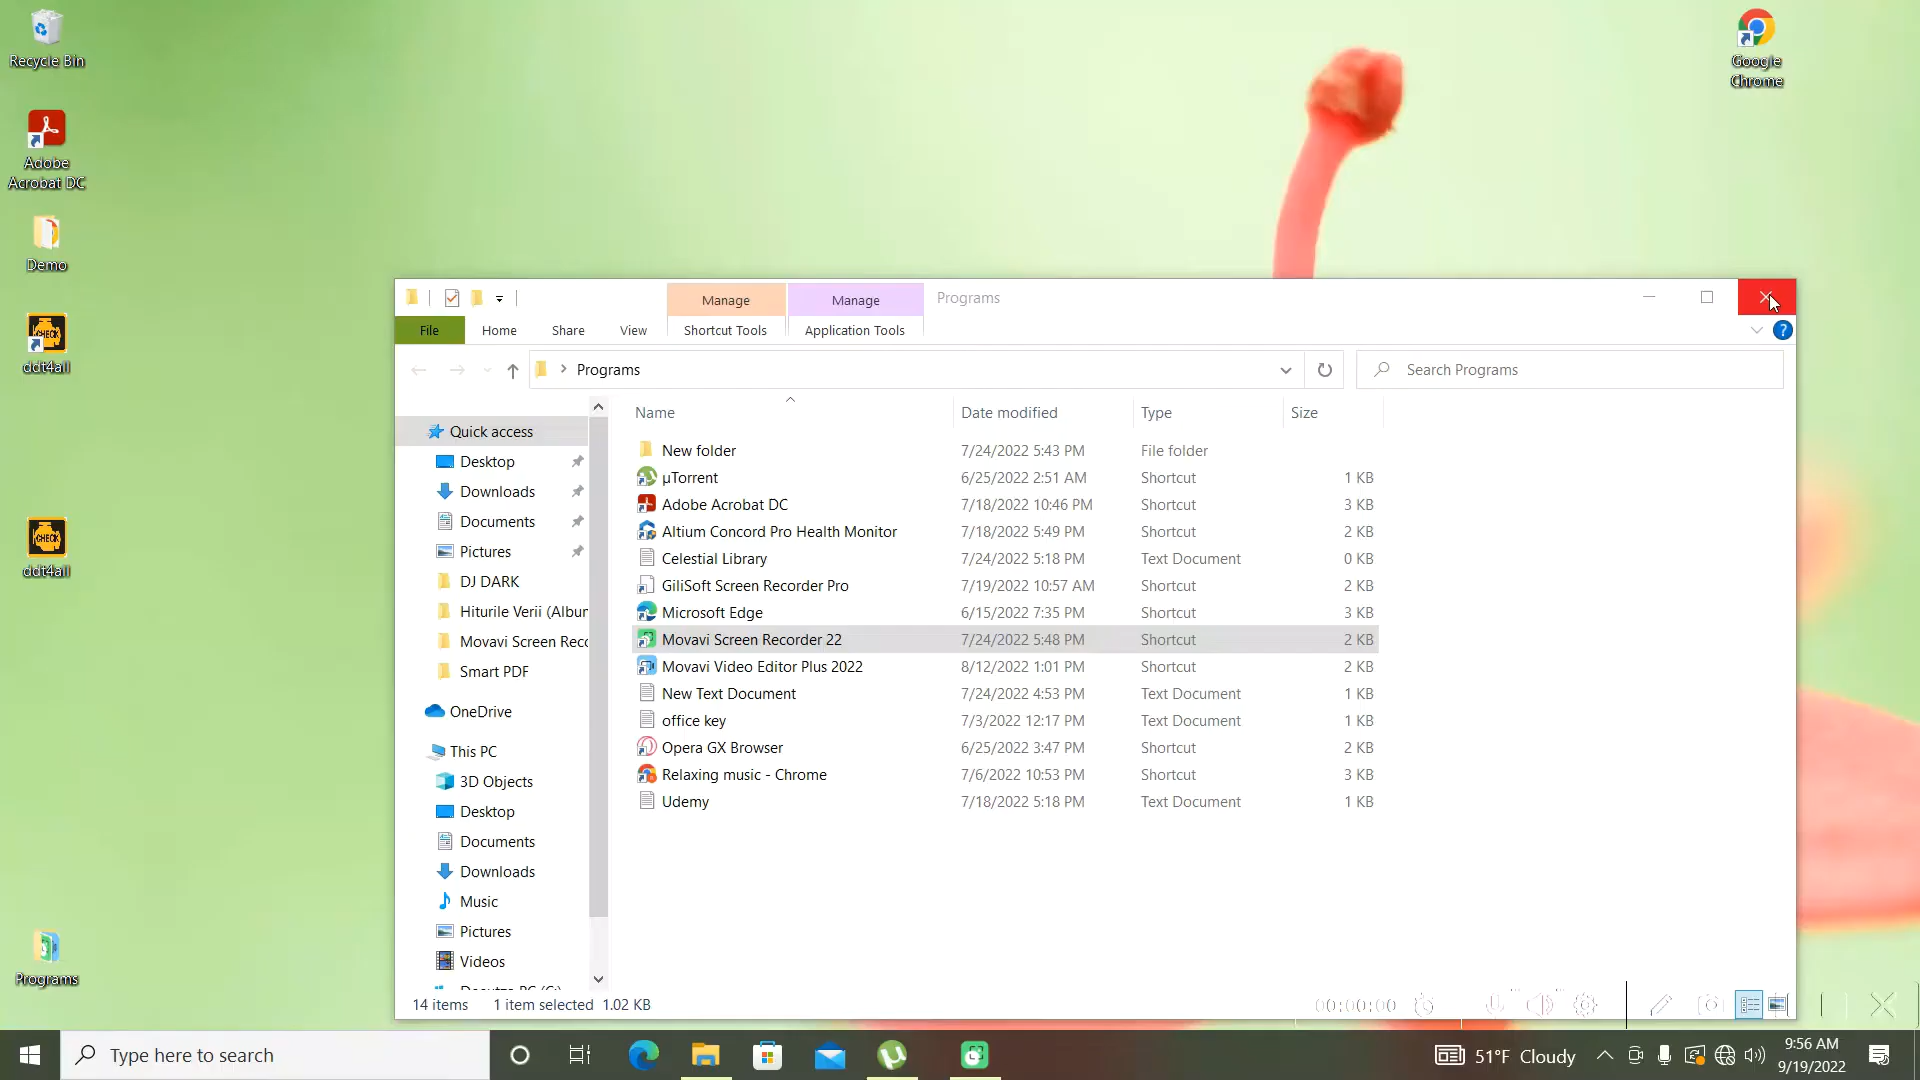 Recycle Bin
Adobe
Acrobat DC
Demo
ddt4all
ddt4all
Programs
Google
Chrome
Manage
Manage
Programs
File
Home
Share
View
Shortcut Tools
Application Tools
?
Programs
Search Programs
Name
Date modified
Type
Size
Quick access
Desktop
Downloads
Documents
Pictures
DJ DARK
Hiturile Verii (Albur
Movavi Screen Rec
Smart PDF
OneDrive
This PC
3D Objects
Desktop
Documents
Downloads
Music
Pictures
Videos
New folder 7/24/2022 5:43 PM File folder
µTorrent 6/25/2022 2:51 AM Shortcut 1 KB
Adobe Acrobat DC 7/18/2022 10:46 PM Shortcut 3 KB
Altium Concord Pro Health Monitor 7/18/2022 5:49 PM Shortcut 2 KB
Celestial Library 7/24/2022 5:18 PM Text Document 0 KB
GiliSoft Screen Recorder Pro 7/19/2022 10:57 AM Shortcut 2 KB
Microsoft Edge 6/15/2022 7:35 PM Shortcut 3 KB
Movavi Screen Recorder 22 7/24/2022 5:48 PM Shortcut 2 KB
Movavi Video Editor Plus 2022 8/12/2022 1:01 PM Shortcut 2 KB
New Text Document 7/24/2022 4:53 PM Text Document 1 KB
office key 7/3/2022 12:17 PM Text Document 1 KB
Opera GX Browser 6/25/2022 3:47 PM Shortcut 2 KB
Relaxing music - Chrome 7/6/2022 10:53 PM Shortcut 3 KB
Udemy 7/18/2022 5:18 PM Text Document 1 KB
14 items 1 item selected 1.02 KB
00:00:00
Type here to search
51°F Cloudy
9:56 AM
9/19/2022